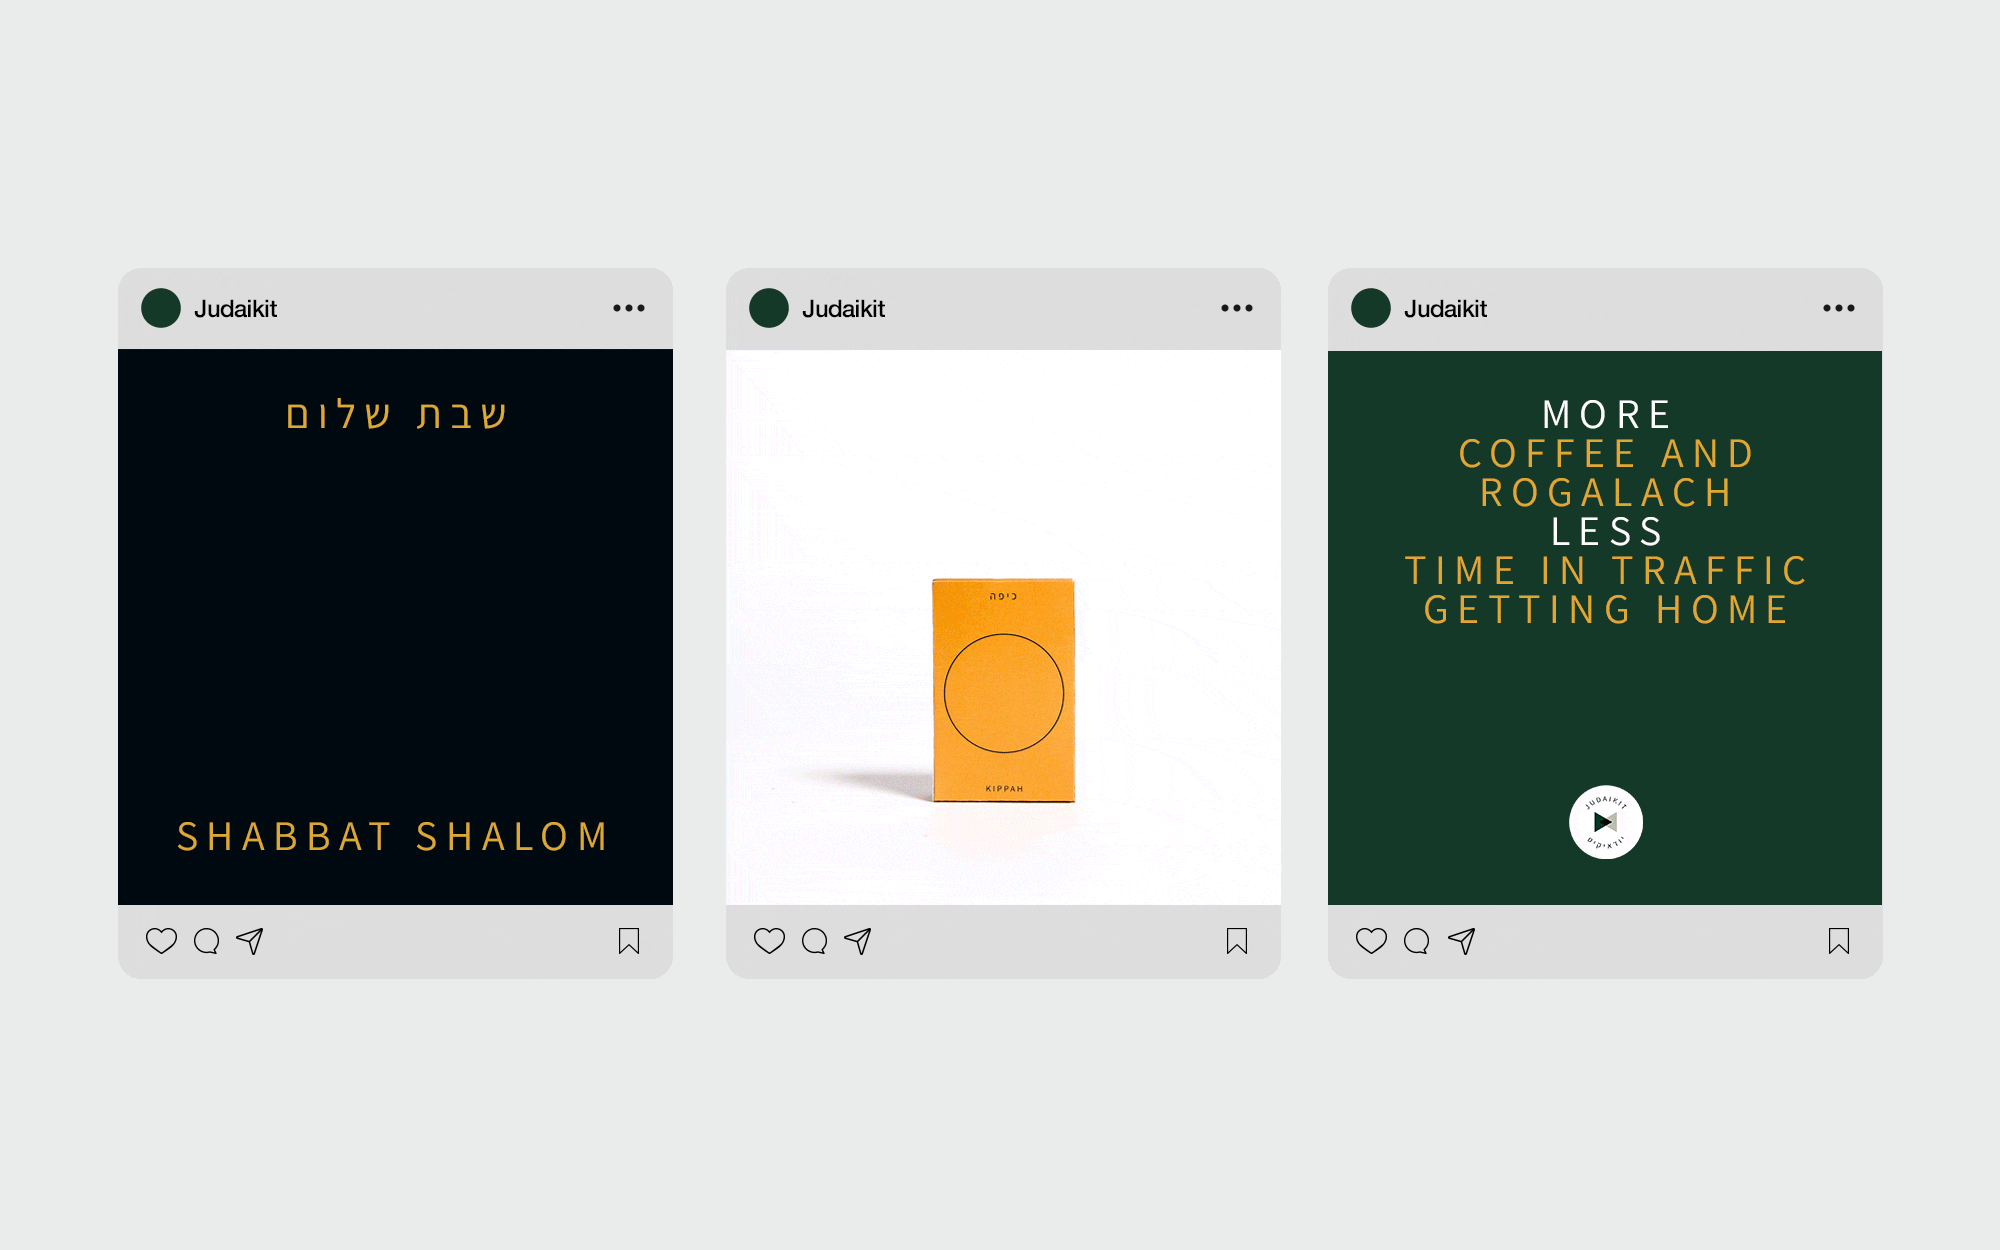 Judaikit
שבת שלום
SHABBAT SHALOM
Judaikit
כיפה
KIPPAH
Judaikit
MORE
COFFEE AND
ROGALACH
LESS
TIME IN TRAFFIC
GETTING HOME
JUDAIKIT
יודאיקיט